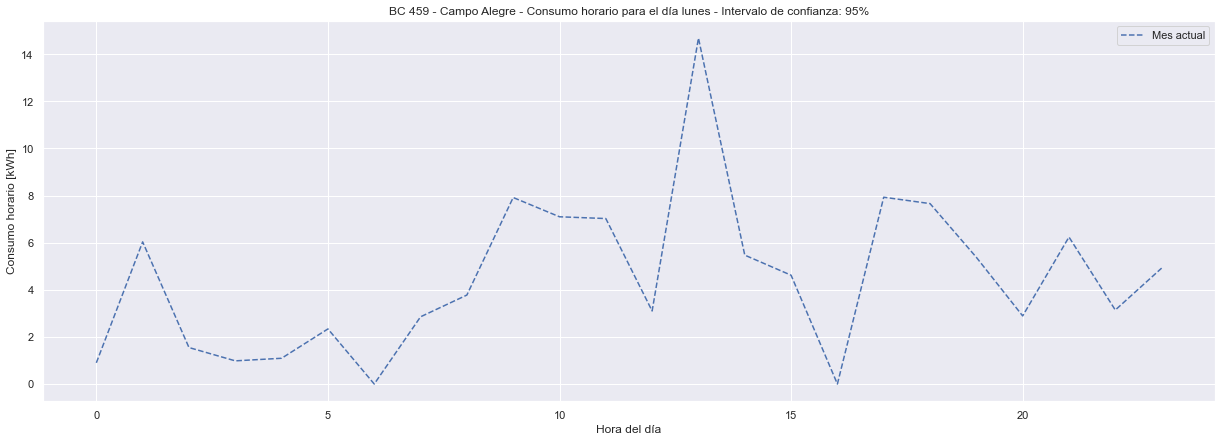 BC 459 - Campo Alegre - Consumo horario para el día lunes - Intervalo de confianza: 95%
Mes actual
Consumo horario [kWh]
14
12
10
8
6
4
2
0
0 5 10 15 20
Hora del día